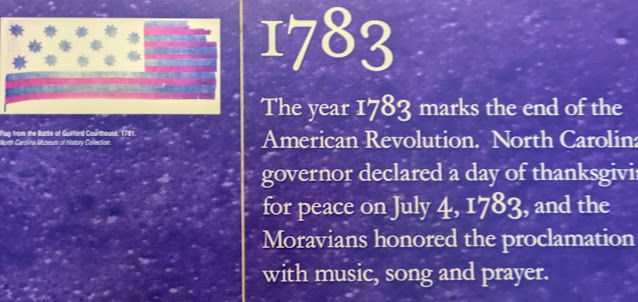 Flag from the Battle of Guilford Courthouse, 1781.
North Carolina Museum of History Collection.
1783
The year 1783 marks the end of the
American Revolution. North Carolina
governor declared a day of thanksgivi
for peace on July 4, 1783, and the
Moravians honored the proclamation
with music, song and prayer.